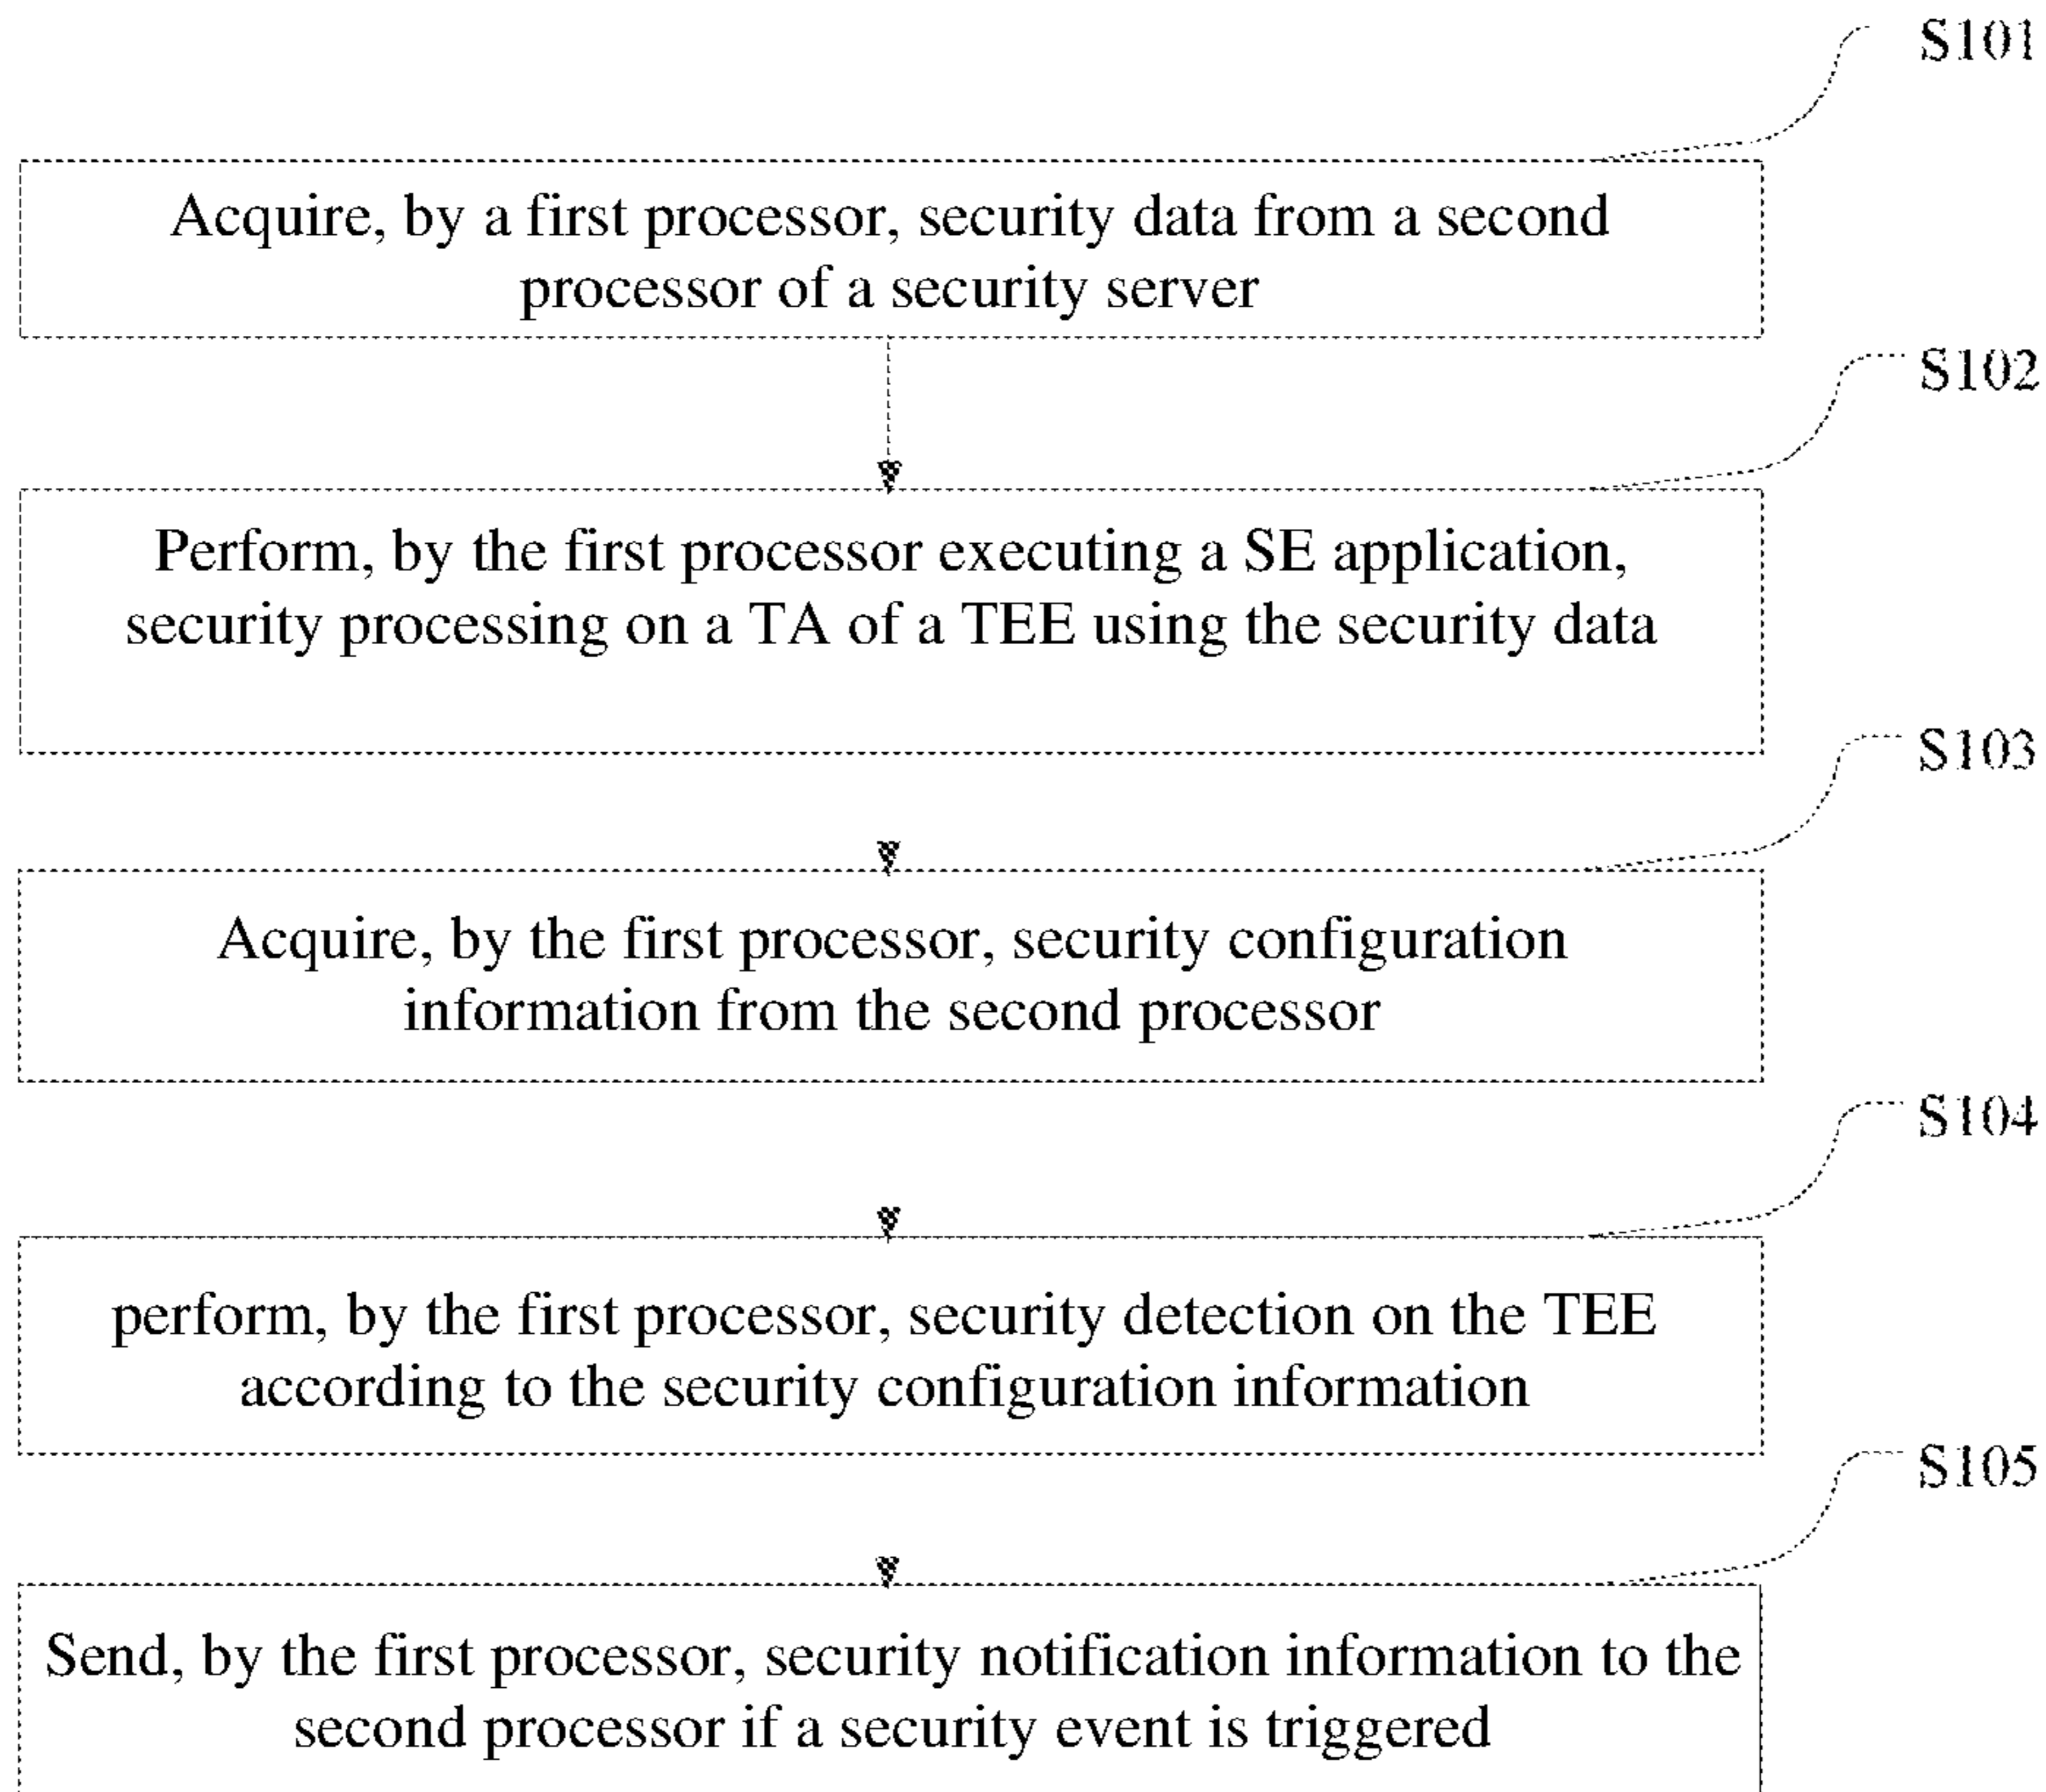 S101
Acquire, by a first processor, security data from a second
processor of a security server
S102
Perform, by the first processor executing a SE application,
security processing on a TA of a TEE using the security data
S103
Acquire, by the first processor, security configuration
information from the second processor
S104
perform, by the first processor, security detection on the TEE
according to the security configuration information
S105
Send, by the first processor, security notification information to the
second processor if a security event is triggered